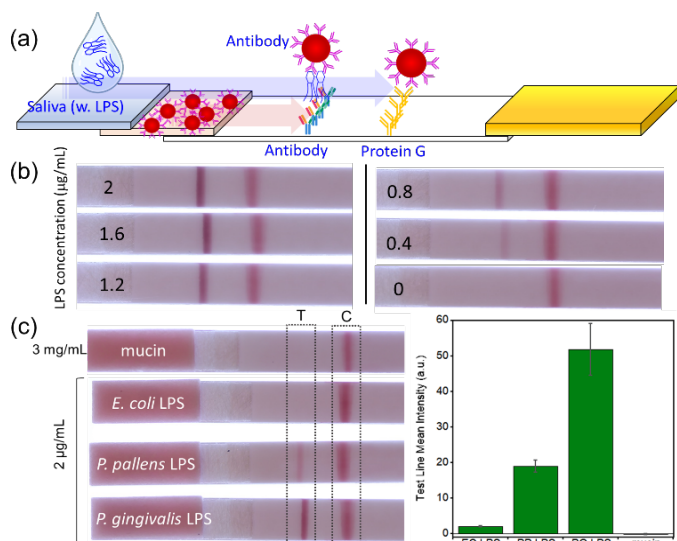 (a)
Antibody
Saliva (w. LPS)
Antibody Protein G
(b)
LPS concentration (µg/mL)
2
1.6
1.2
0.8
0.4
0
(c)
T C
3 mg/mL
mucin
2 µg/mL
E. coli LPS
P. pallens LPS
P. gingivalis LPS
Test Line Mean Intensity (a.u.)
60
50
40
30
20
10
0